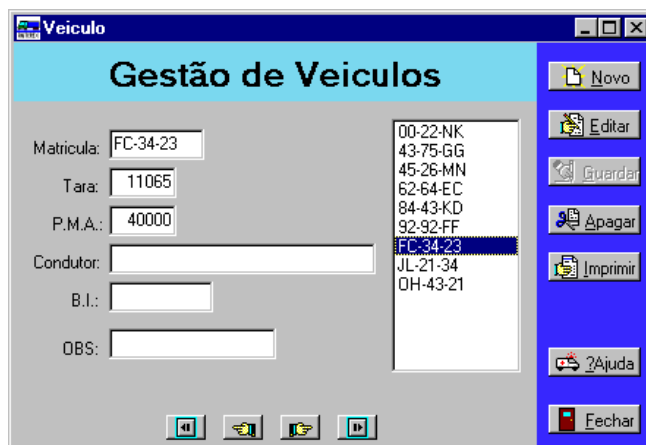 Veiculo
Gestão de Veiculos
Matricula: FC-34-23
Tara: 11065
P.M.A.: 40000
Condutor:
B.I.:
OBS:
00-22-NK
43-75-GG
45-26-MN
62-64-EC
84-43-KD
92-92-FF
FC-34-23
JL-21-34
OH-43-21
Novo
Editar
Guardar
Apagar
Imprimir
?Ajuda
Fechar